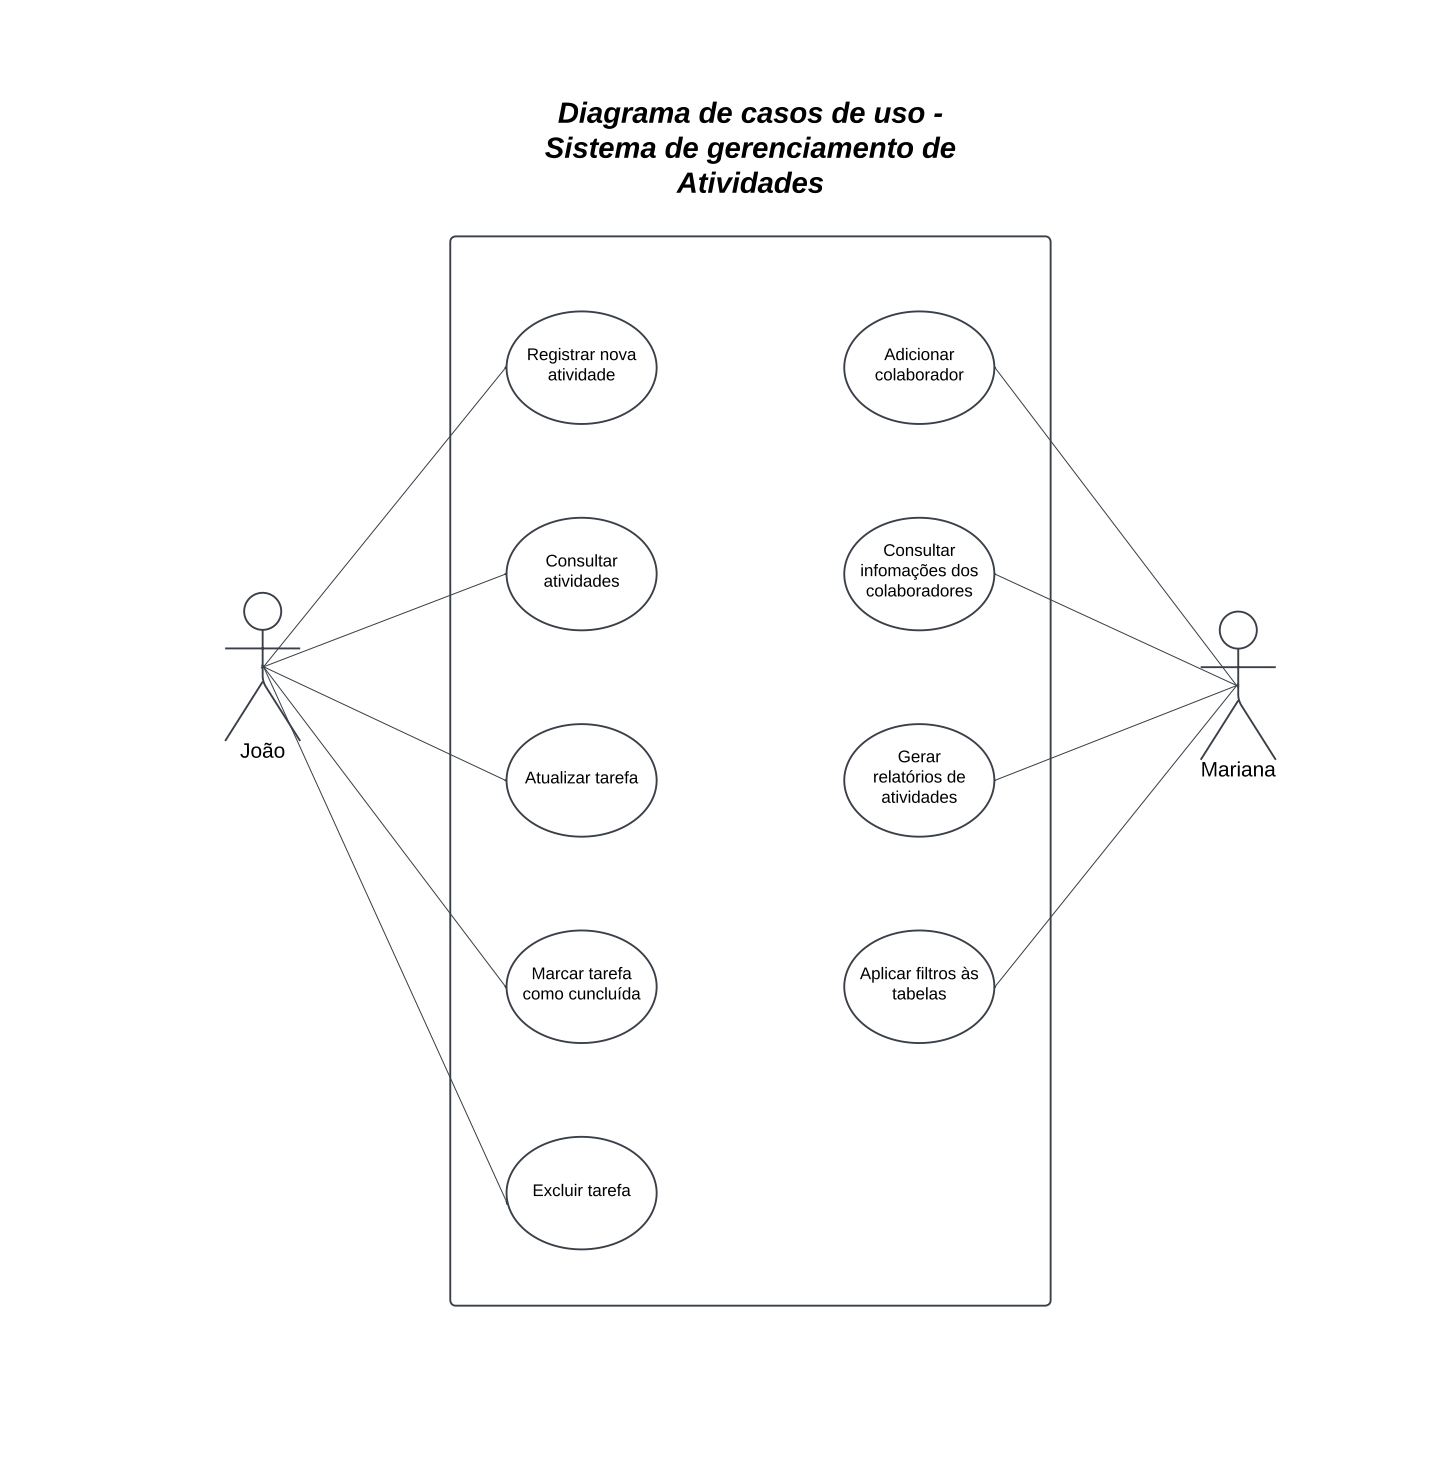 Diagrama de casos de uso -
Sistema de gerenciamento de
Atividades
Registrar nova
atividade
Adicionar
colaborador
Consultar
atividades
Consultar
infomações dos
colaboradores
João
Mariana
Atualizar tarefa
Gerar
relatórios de
atividades
Marcar tarefa
como cuncluída
Aplicar filtros às
tabelas
Excluir tarefa